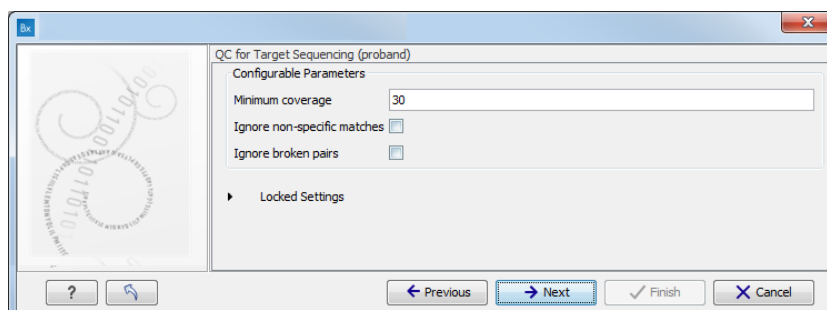 Bx
QC for Target Sequencing (proband)
Configurable Parameters
Minimum coverage 30
Ignore non-specific matches
Ignore broken pairs
Locked Settings
? Previous Next Finish Cancel